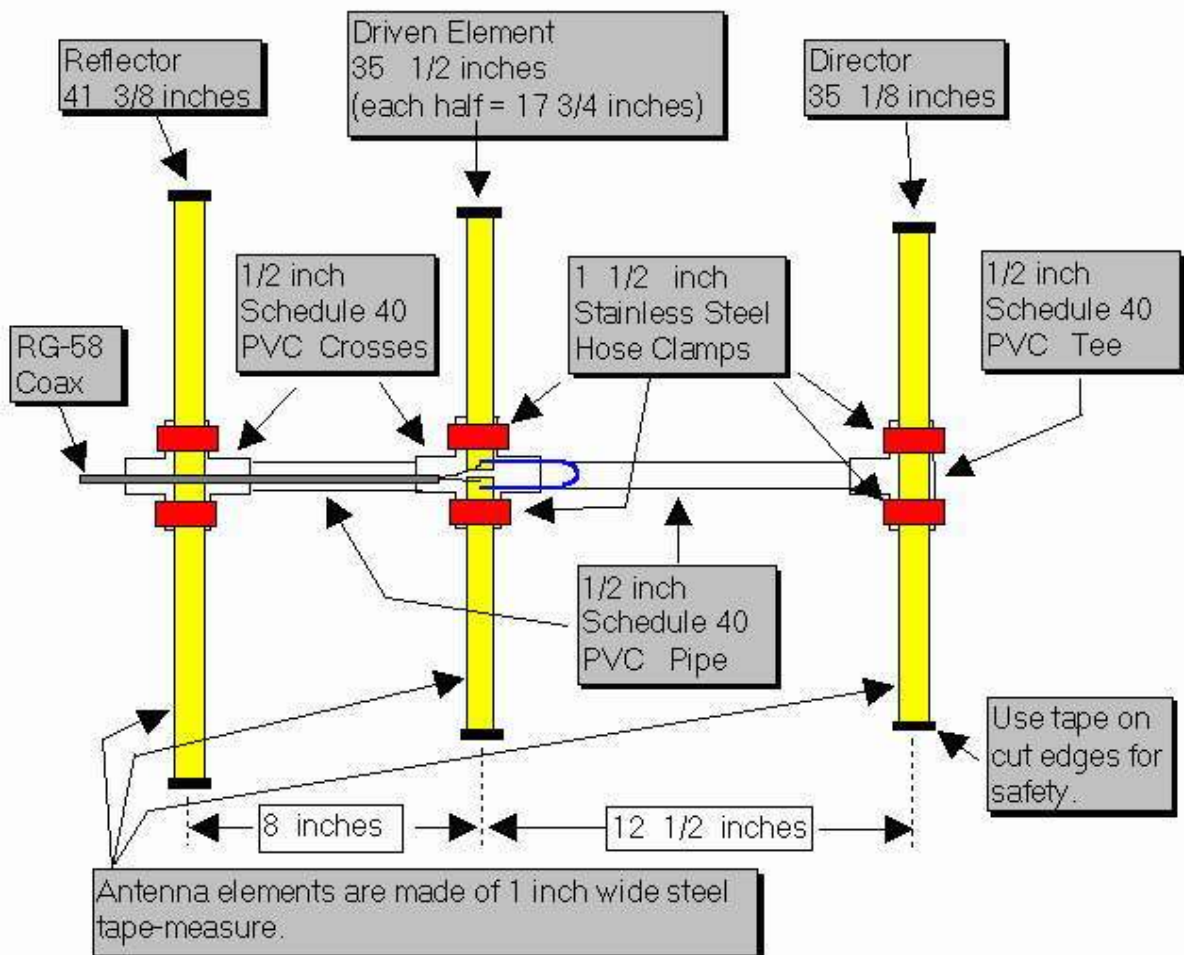 Reflector
41 3/8 inches
Driven Element
35 1/2 inches
(each half = 17 3/4 inches)
Director
35 1/8 inches
1/2 inch
Schedule 40
PVC Crosses
1 1/2 inch
Stainless Steel
Hose Clamps
1/2 inch
Schedule 40
PVC Tee
RG-58
Coax
1/2 inch
Schedule 40
PVC Pipe
Use tape on
cut edges for
safety.
8 inches
12 1/2 inches
Antenna elements are made of 1 inch wide steel
tape-measure.